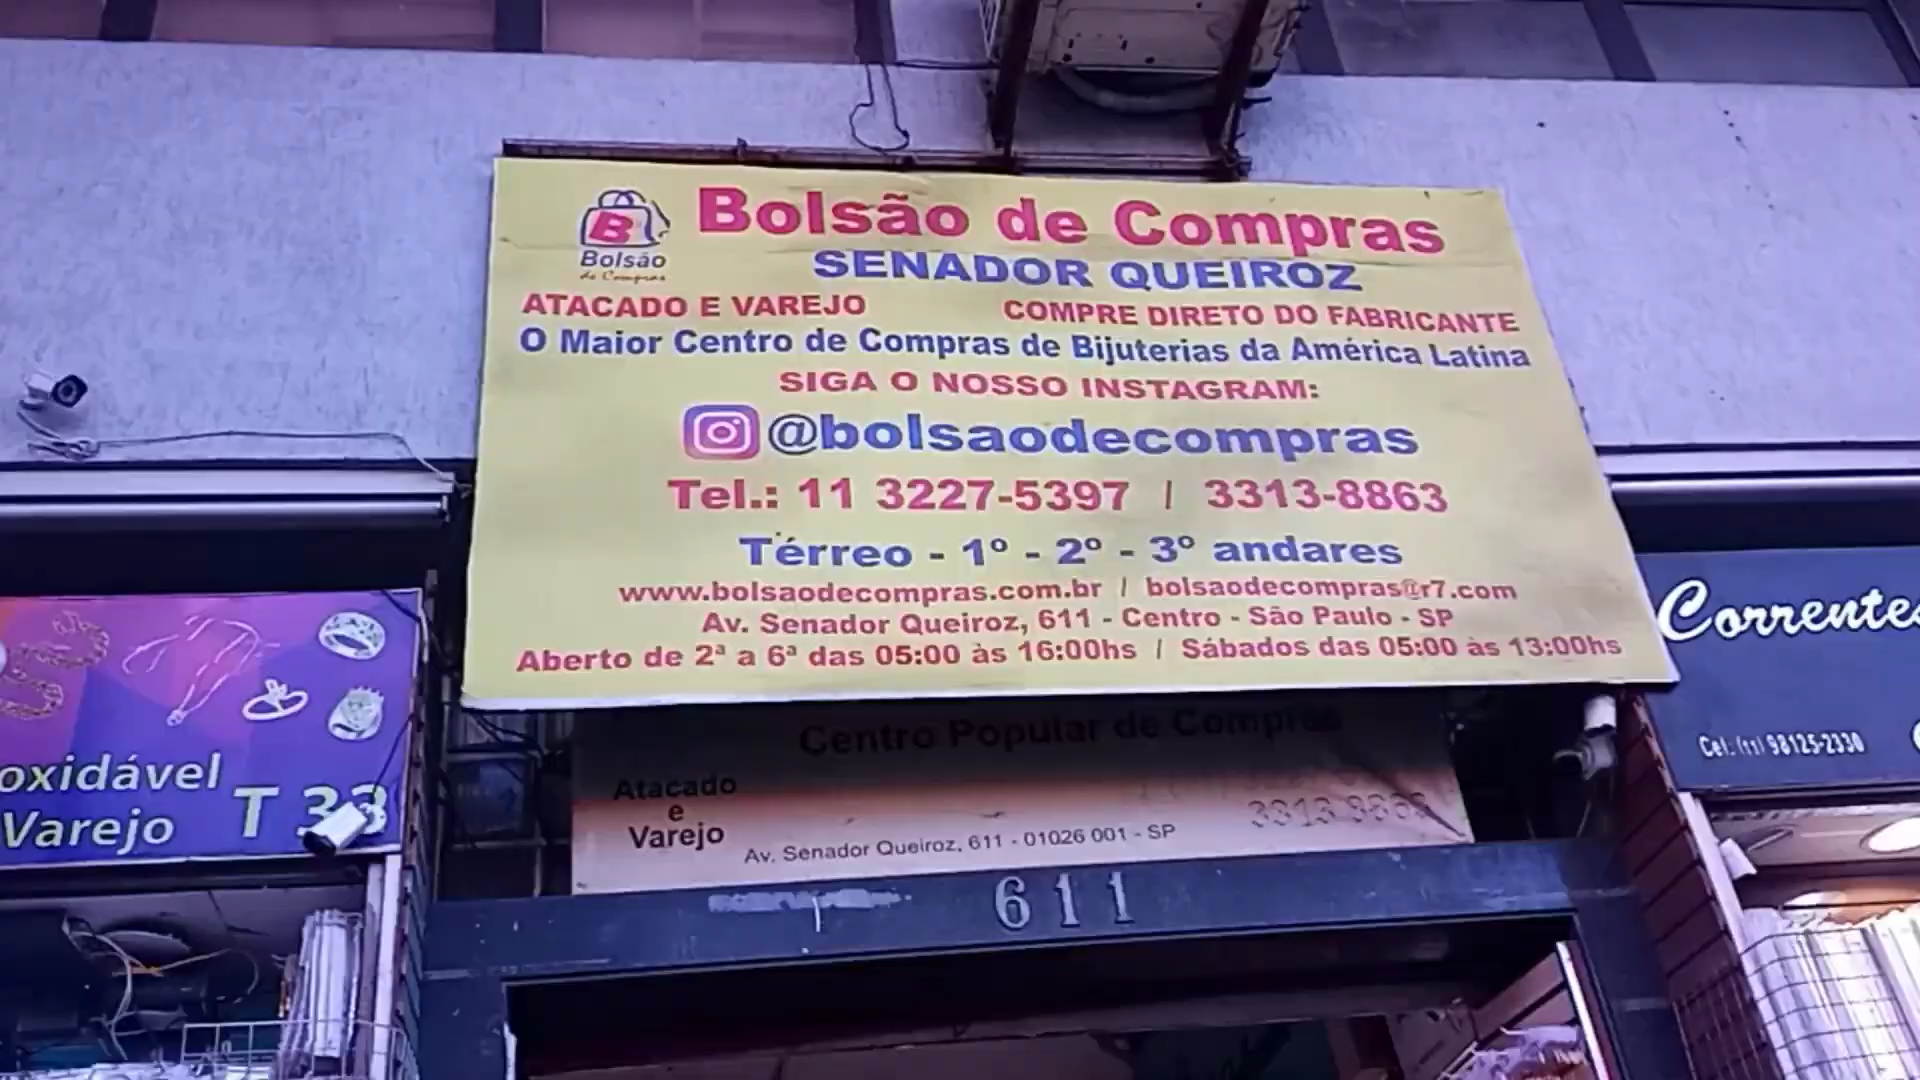 B
Bolsão
de Compras
Bolsão de Compras
SENADOR QUEIROZ
ATACADO E VAREJO
COMPRE DIRETO DO FABRICANTE
O Maior Centro de Compras de Bijuterias da América Latina
SIGA O NOSSO INSTAGRAM:
@bolsaodecompras
Tel.: 11 3227-5397 / 3313-8863
Térreo - 1º - 2º - 3º andares
www.bolsaodecompras.com.br / bolsaodecompras@r7.com
Av. Senador Queiroz, 611 - Centro - São Paulo - SP
Aberto de 2ª a 6ª das 05:00 às 16:00hs / Sábados das 05:00 às 13:00hs
Centro Popular de Compras
Atacado
e
Varejo
3313 8863
Av. Senador Queiroz, 611 - 01026 001 - SP
611
oxidável
Varejo
T 33
Correntes
Cel: (11) 98125-2330